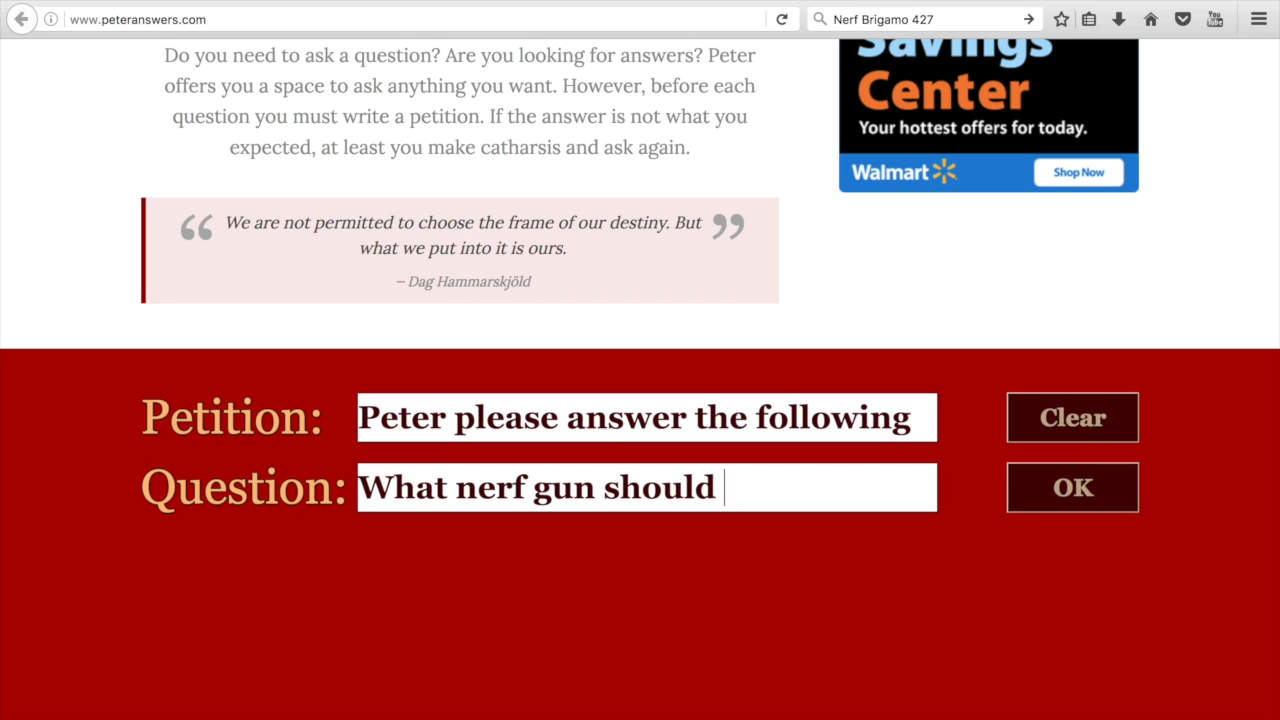 www.peteranswers.com
Nerf Brigamo 427
You
Tube
Do you need to ask a question? Are you looking for answers? Peter
offers you a space to ask anything you want. However, before each
question you must write a petition. If the answer is not what you
expected, at least you make catharsis and ask again.
Savings
Center
Your hottest offers for today.
Walmart
Shop Now
“ We are not permitted to choose the frame of our destiny. But ”
what we put into it is ours.
– Dag Hammarskjöld
Petition: Peter please answer the following Clear
Question: What nerf gun should OK